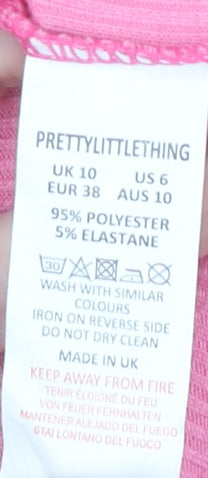 PRETTYLITTLETHING
UK 10 US 6
EUR 38 AUS 10
95% POLYESTER
5% ELASTANE
30
WASH WITH SIMILAR
COLOURS
IRON ON REVERSE SIDE
DO NOT DRY CLEAN
MADE IN UK
KEEP AWAY FROM FIRE
TENIR ÉLOIGNÉ DU FEU
VON FEUER FERNHALTEN
MANTENER ALEJADO DEL FUEGO
STAI LONTANO DEL FUOCO